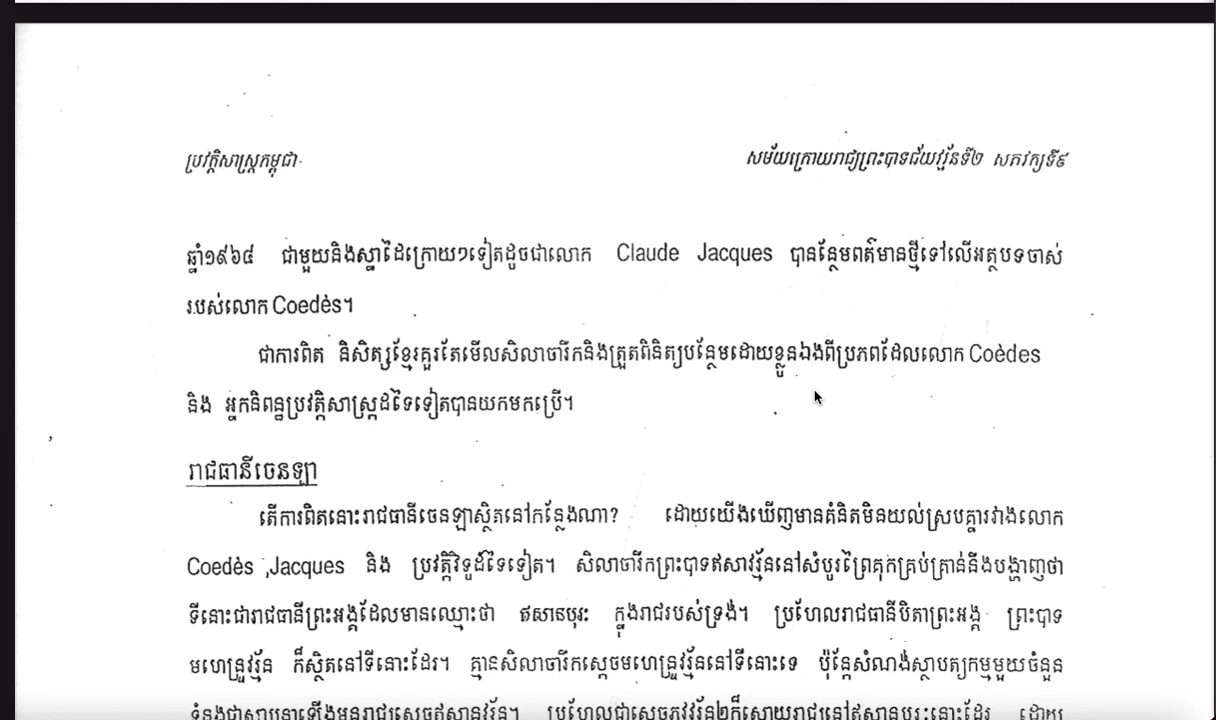 ប្រវត្តិសាស្ត្រកម្ពុជា
សម័យក្រោយរាជ្យព្រះបាទជ័យវរ្ម័នទី២ សតវក្យទី៩
ឆ្នាំ១៩៦៨ ជាមួយនិងស្នាដៃក្រោយៗទៀតដូចជាលោក Claude Jacques បានន្ថែមពត៌មានថ្មីទៅលើអត្ថបទចាស់
របស់លោក Coedès។
ជាការពិត និសិត្សខ្មែរគួរតែមើលសិលាចារឹកនិងត្រួតពិនិត្យបន្ថែមដោយខ្លួនឯងពីប្រភពដែលលោក Coèdes
និង អ្នកនិពន្ឋប្រវត្តិសាស្ត្រដទៃទៀតបានយកមកប្រើ។
រាជធានីចេនឡា
តើការពិតនោះរាជធានីចេនឡាស្ថិតនៅកន្លែងណា? ដោយយើងឃើញមានគំនិតមិនយល់ស្របគ្នារវាងលោក
Coedès ,Jacques និង ប្រវត្តិវិទូដ៏ទៃទៀត។ សិលាចារឹកព្រះបាទឥសាវរ្ម័ននៅសំបូរព្រៃគុកគ្រប់គ្រាន់នឹងបង្ហាញថា
ទីនោះជារាជធានីព្រះអង្គដែលមានឈ្មោះថា ឥសានបុរៈ ក្នុងរាជរបស់ទ្រង់។ ប្រហែលរាជធានីបិតាព្រះអង្គ ព្រះបាទ
មហេន្រ្ទវរ្ម័ន ក៏ស្ថិតនៅទីនោះដែរ។ គ្មានសិលាចារឹកស្តេចមហេន្រ្ទវរ្ម័ននៅទីនោះទេ ប៉ុន្តែសំណង់ស្ថាបត្យកម្មមួយចំនួន